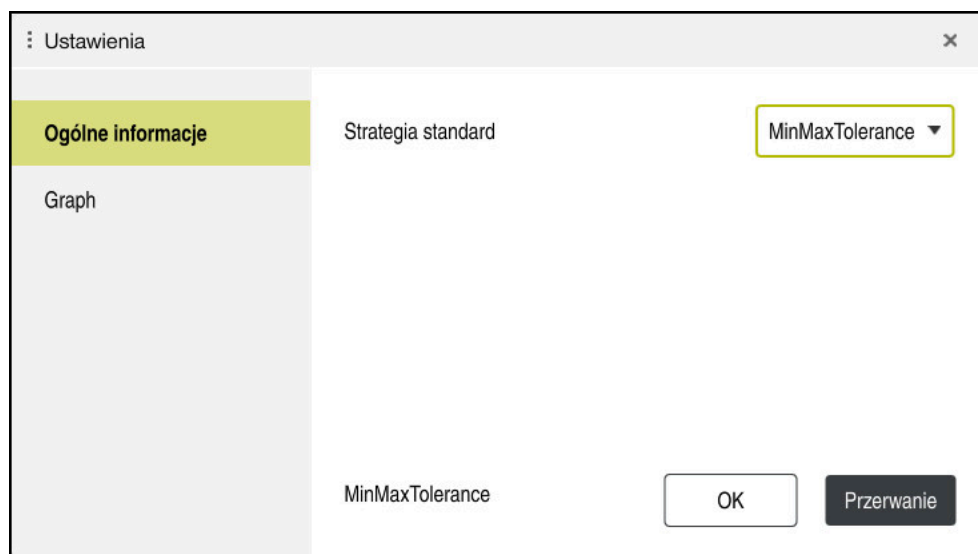 Ustawienia
Ogólne informacje
Strategia standard
MinMaxTolerance
Graph
MinMaxTolerance
OK
Przerwanie